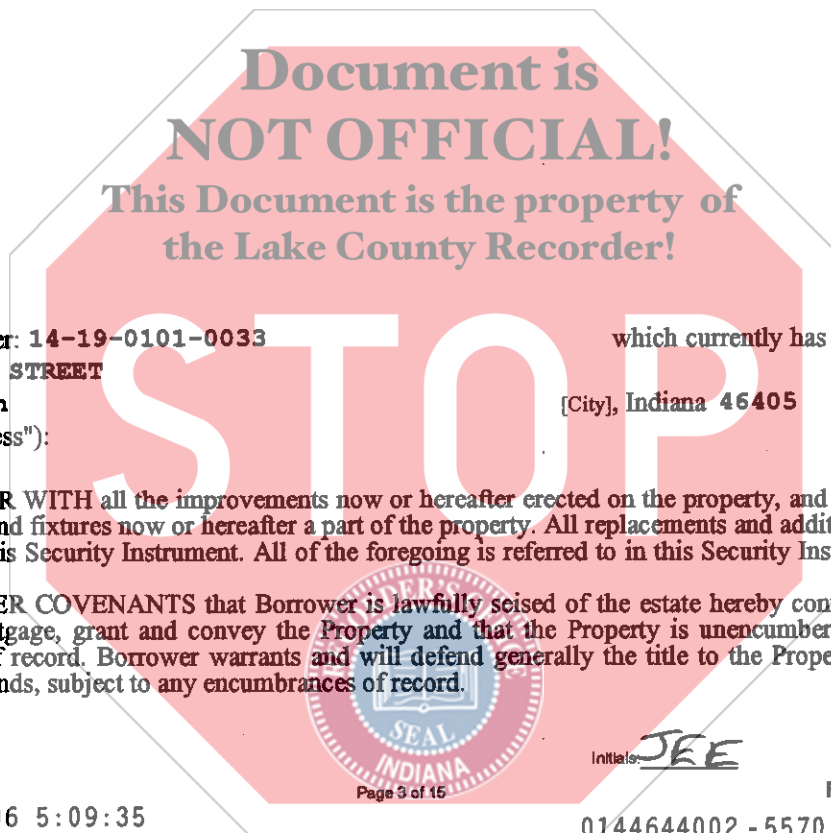 Document is
NOT OFFICIAL!
This Document is the property of
the Lake County Recorder!
STOP
er: 14-19-0101-0033 which currently has
STREET
n [City], Indiana 46405
ess"):
R WITH all the improvements now or hereafter erected on the property, and
nd fixtures now or hereafter a part of the property. All replacements and addit
is Security Instrument. All of the foregoing is referred to in this Security Ins
ER COVENANTS that Borrower is lawfully seised of the estate hereby con
tgage, grant and convey the Property and that the Property is unencumber
f record. Borrower warrants and will defend generally the title to the Prope
nds, subject to any encumbrances of record.
RECORDER'S OFFICE
SEAL
INDIANA
Initials: JEE
Page 3 of 15
06 5:09:35 0144644002 - 5570